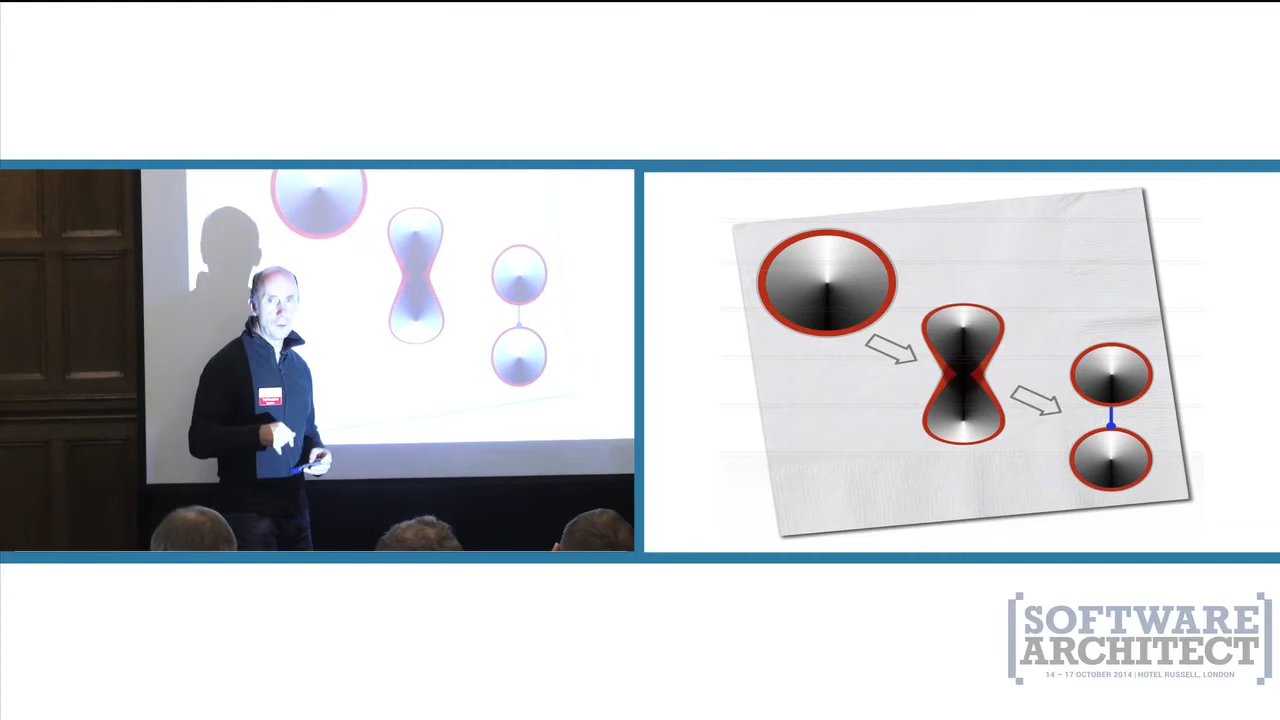 SOFTWARE
ARCHITECT
14 – 17 OCTOBER 2014 | HOTEL RUSSELL, LONDON